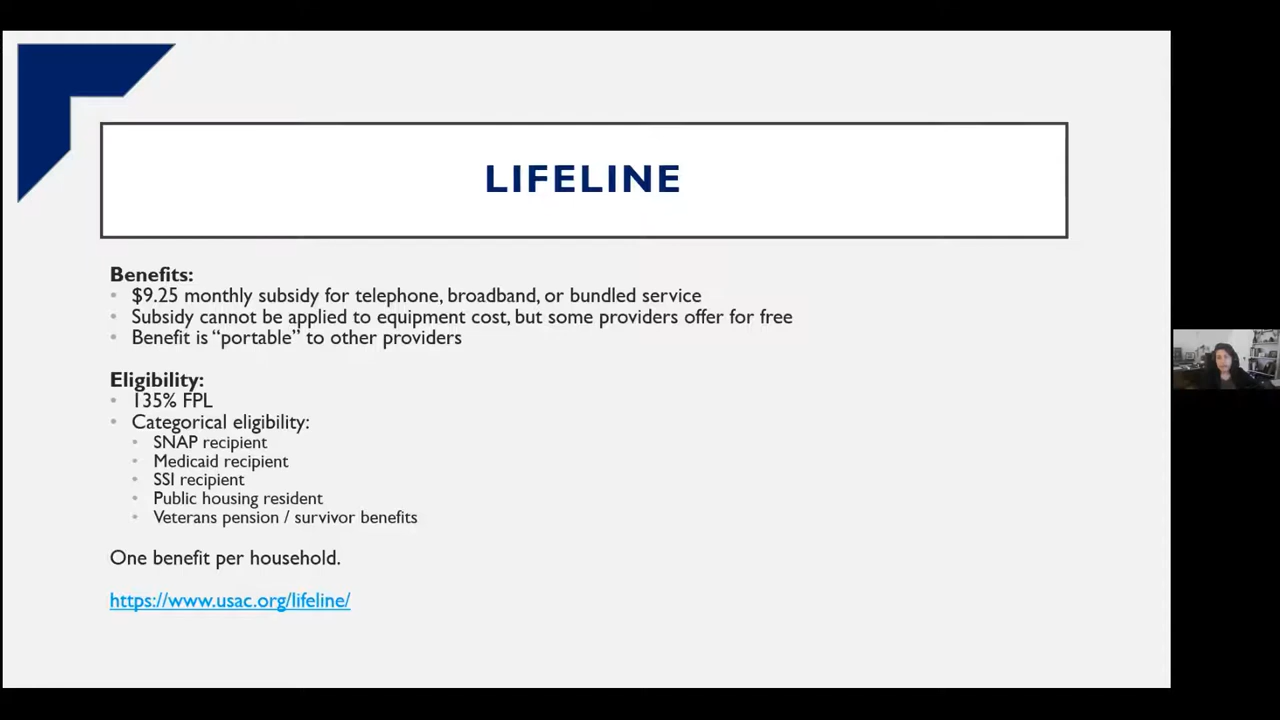 LIFELINE
Benefits:
• $9.25 monthly subsidy for telephone, broadband, or bundled service
• Subsidy cannot be applied to equipment cost, but some providers offer for free
• Benefit is “portable” to other providers
Eligibility:
• 135% FPL
• Categorical eligibility:
• SNAP recipient
• Medicaid recipient
• SSI recipient
• Public housing resident
• Veterans pension / survivor benefits
One benefit per household.
https://www.usac.org/lifeline/